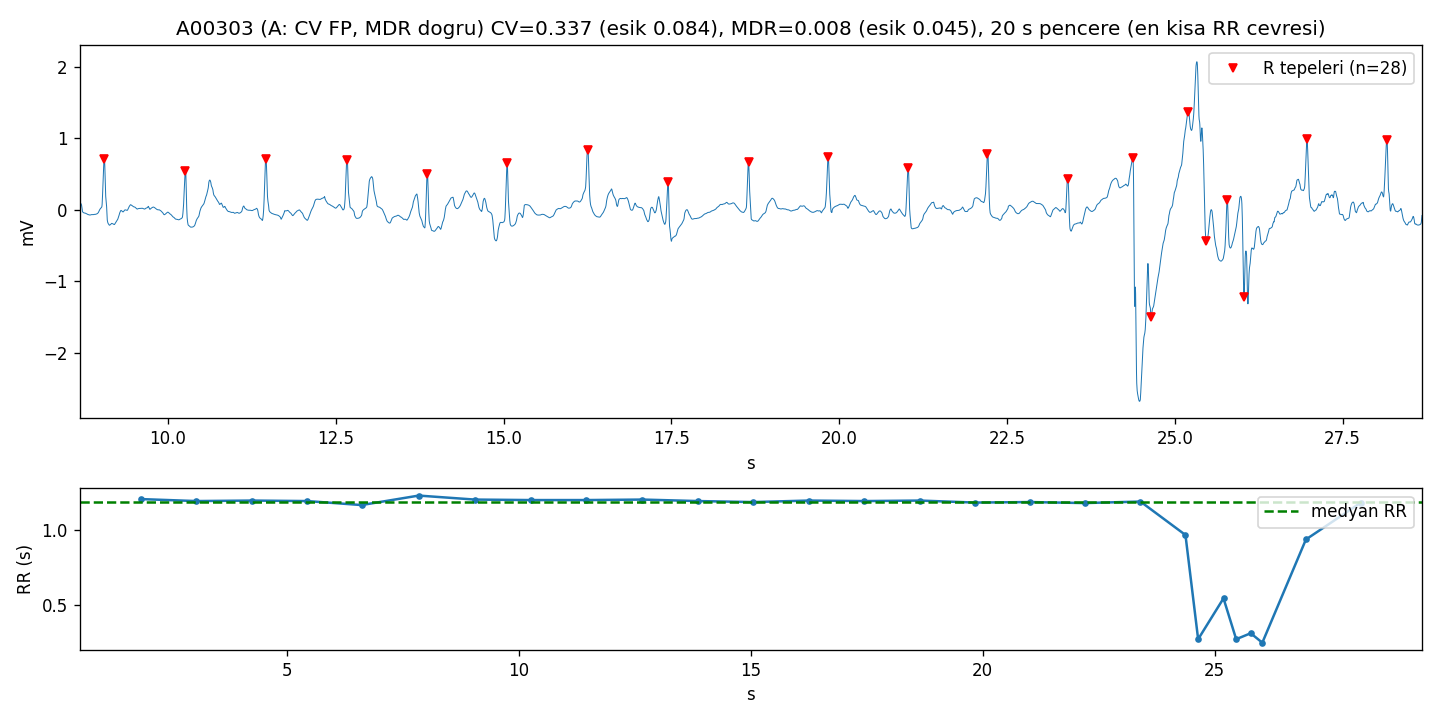 A00303 (A: CV FP, MDR dogru) CV=0.337 (esik 0.084), MDR=0.008 (esik 0.045), 20 s pencere (en kisa RR cevresi)
R tepeleri (n=28)
mV
2
1
0
−1
−2
10.0 12.5 15.0 17.5 20.0 22.5 25.0 27.5
s
medyan RR
RR (s)
1.0
0.5
5 10 15 20 25
s